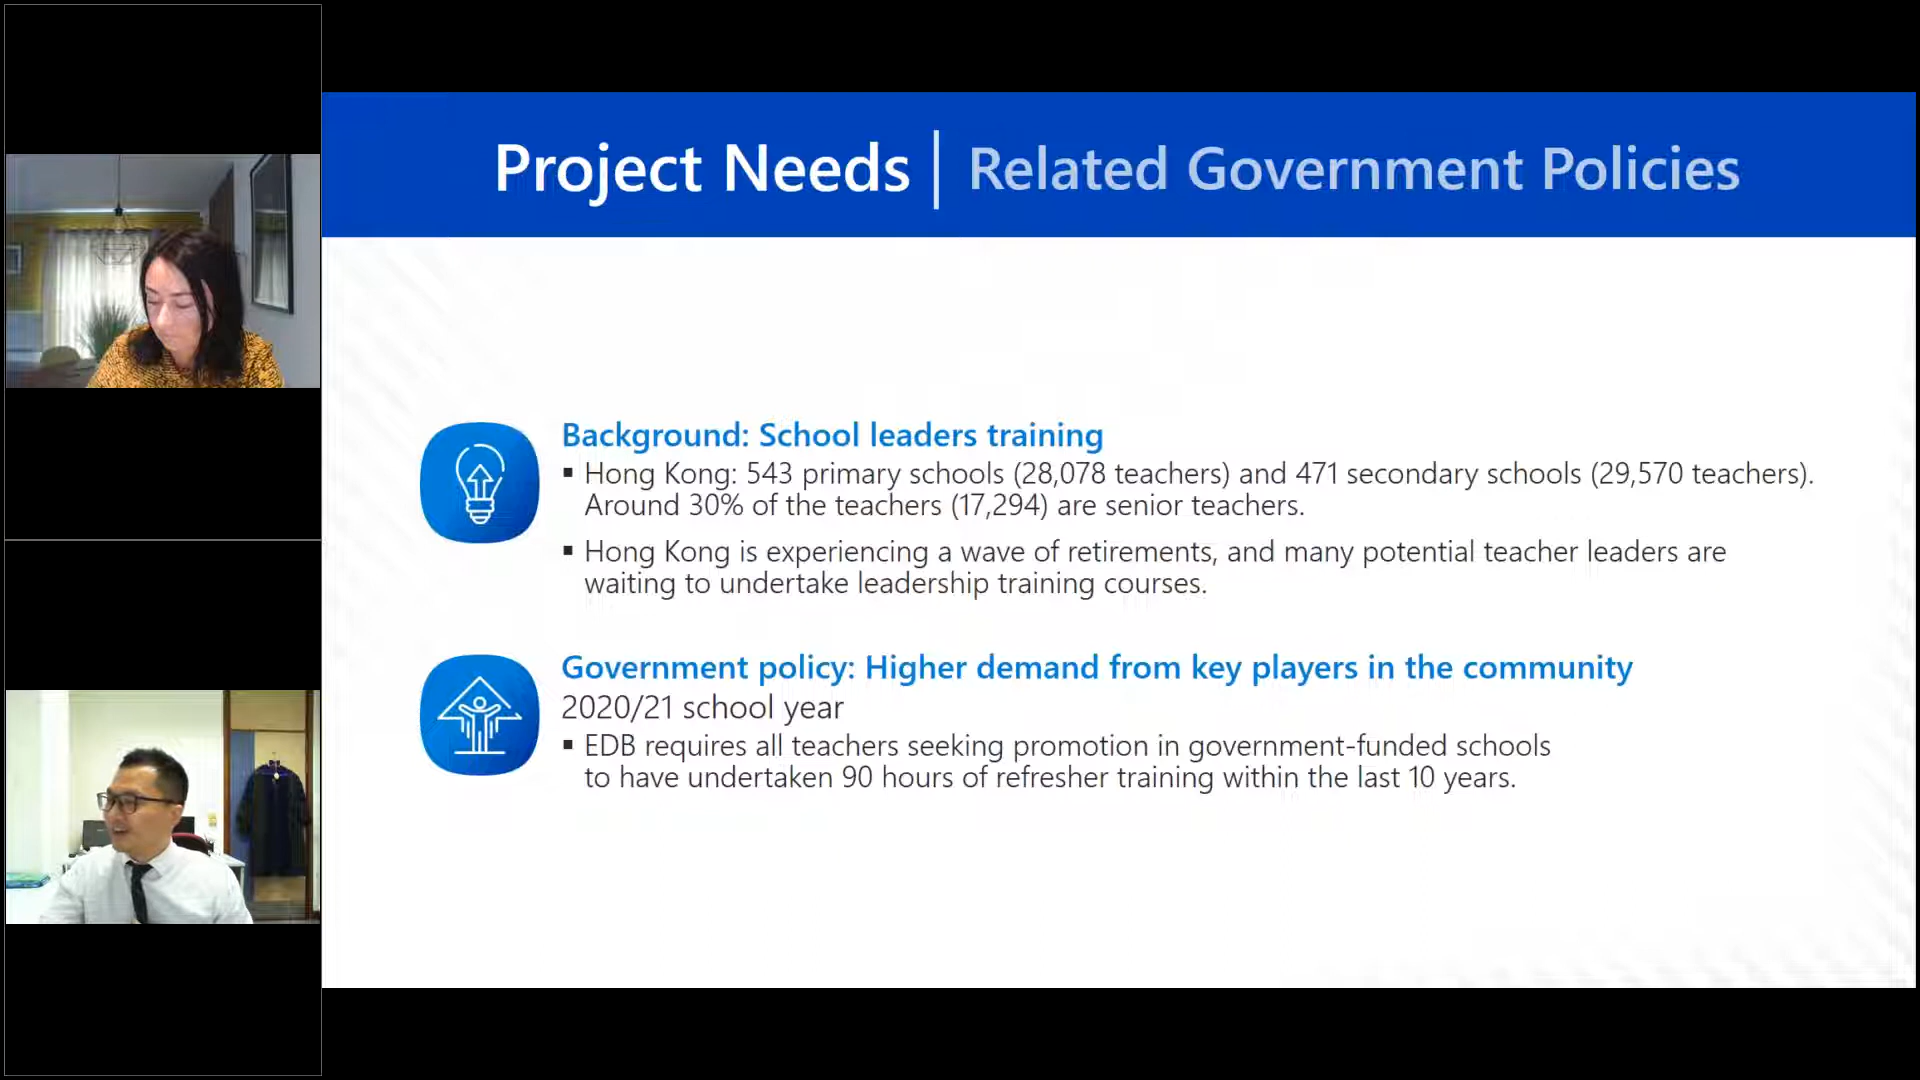 Project Needs | Related Government Policies
Background: School leaders training
▪ Hong Kong: 543 primary schools (28,078 teachers) and 471 secondary schools (29,570 teachers).
Around 30% of the teachers (17,294) are senior teachers.
▪ Hong Kong is experiencing a wave of retirements, and many potential teacher leaders are
waiting to undertake leadership training courses.
Government policy: Higher demand from key players in the community
2020/21 school year
▪ EDB requires all teachers seeking promotion in government-funded schools
to have undertaken 90 hours of refresher training within the last 10 years.